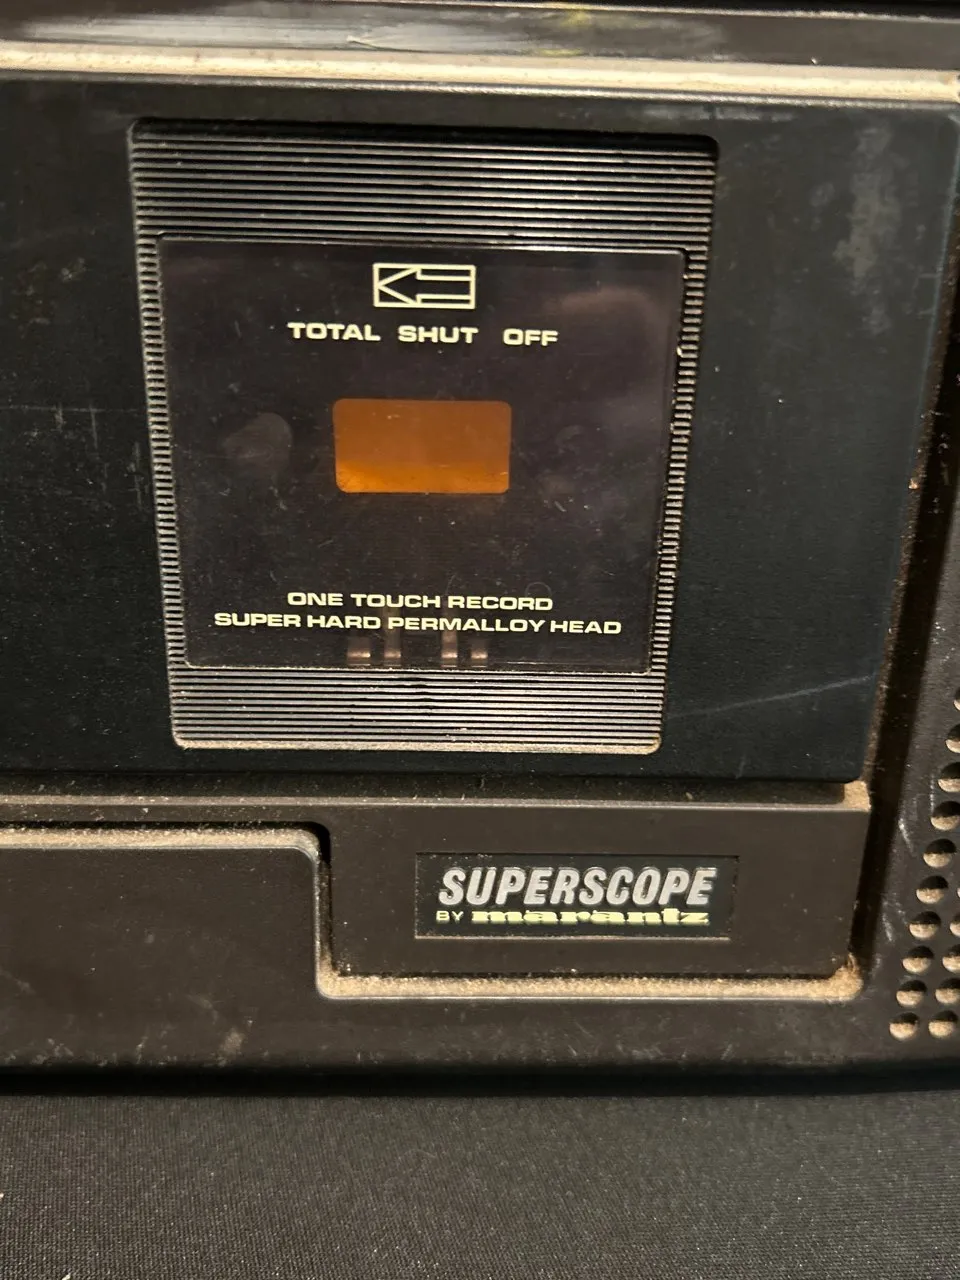 TOTAL SHUT OFF
ONE TOUCH RECORD
SUPER HARD PERMALLOY HEAD
SUPERSCOPE
BY marantz